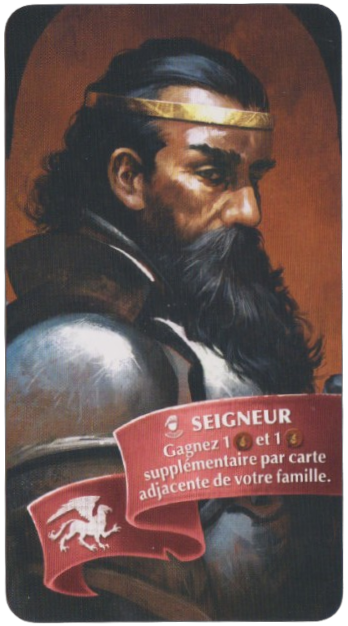 SEIGNEUR
Gagnez 1 et 1
supplémentaire par carte
adjacente de votre famille.